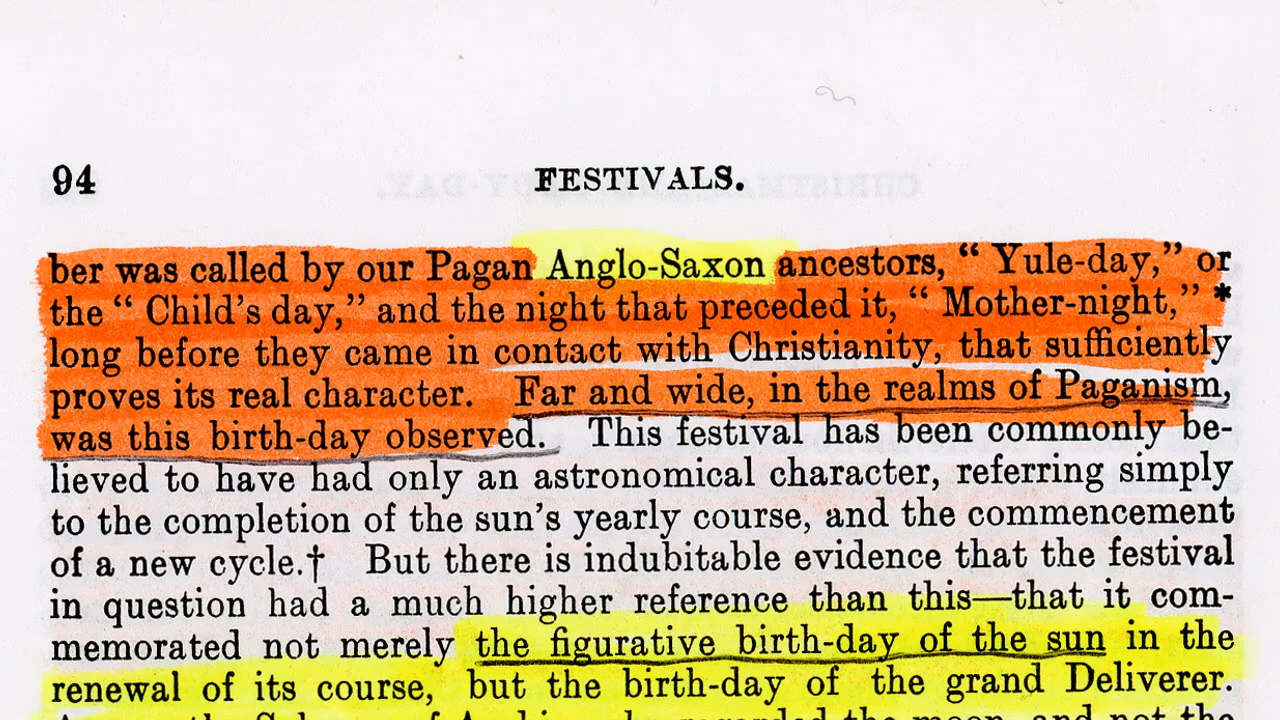 94 FESTIVALS.
ber was called by our Pagan Anglo-Saxon ancestors, “ Yule-day,” or
the “ Child’s day,” and the night that preceded it, “ Mother-night,” *
long before they came in contact with Christianity, that sufficiently
proves its real character. Far and wide, in the realms of Paganism,
was this birth-day observed. This festival has been commonly be-
lieved to have had only an astronomical character, referring simply
to the completion of the sun’s yearly course, and the commencement
of a new cycle.† But there is indubitable evidence that the festival
in question had a much higher reference than this—that it com-
memorated not merely the figurative birth-day of the sun in the
renewal of its course, but the birth-day of the grand Deliverer.